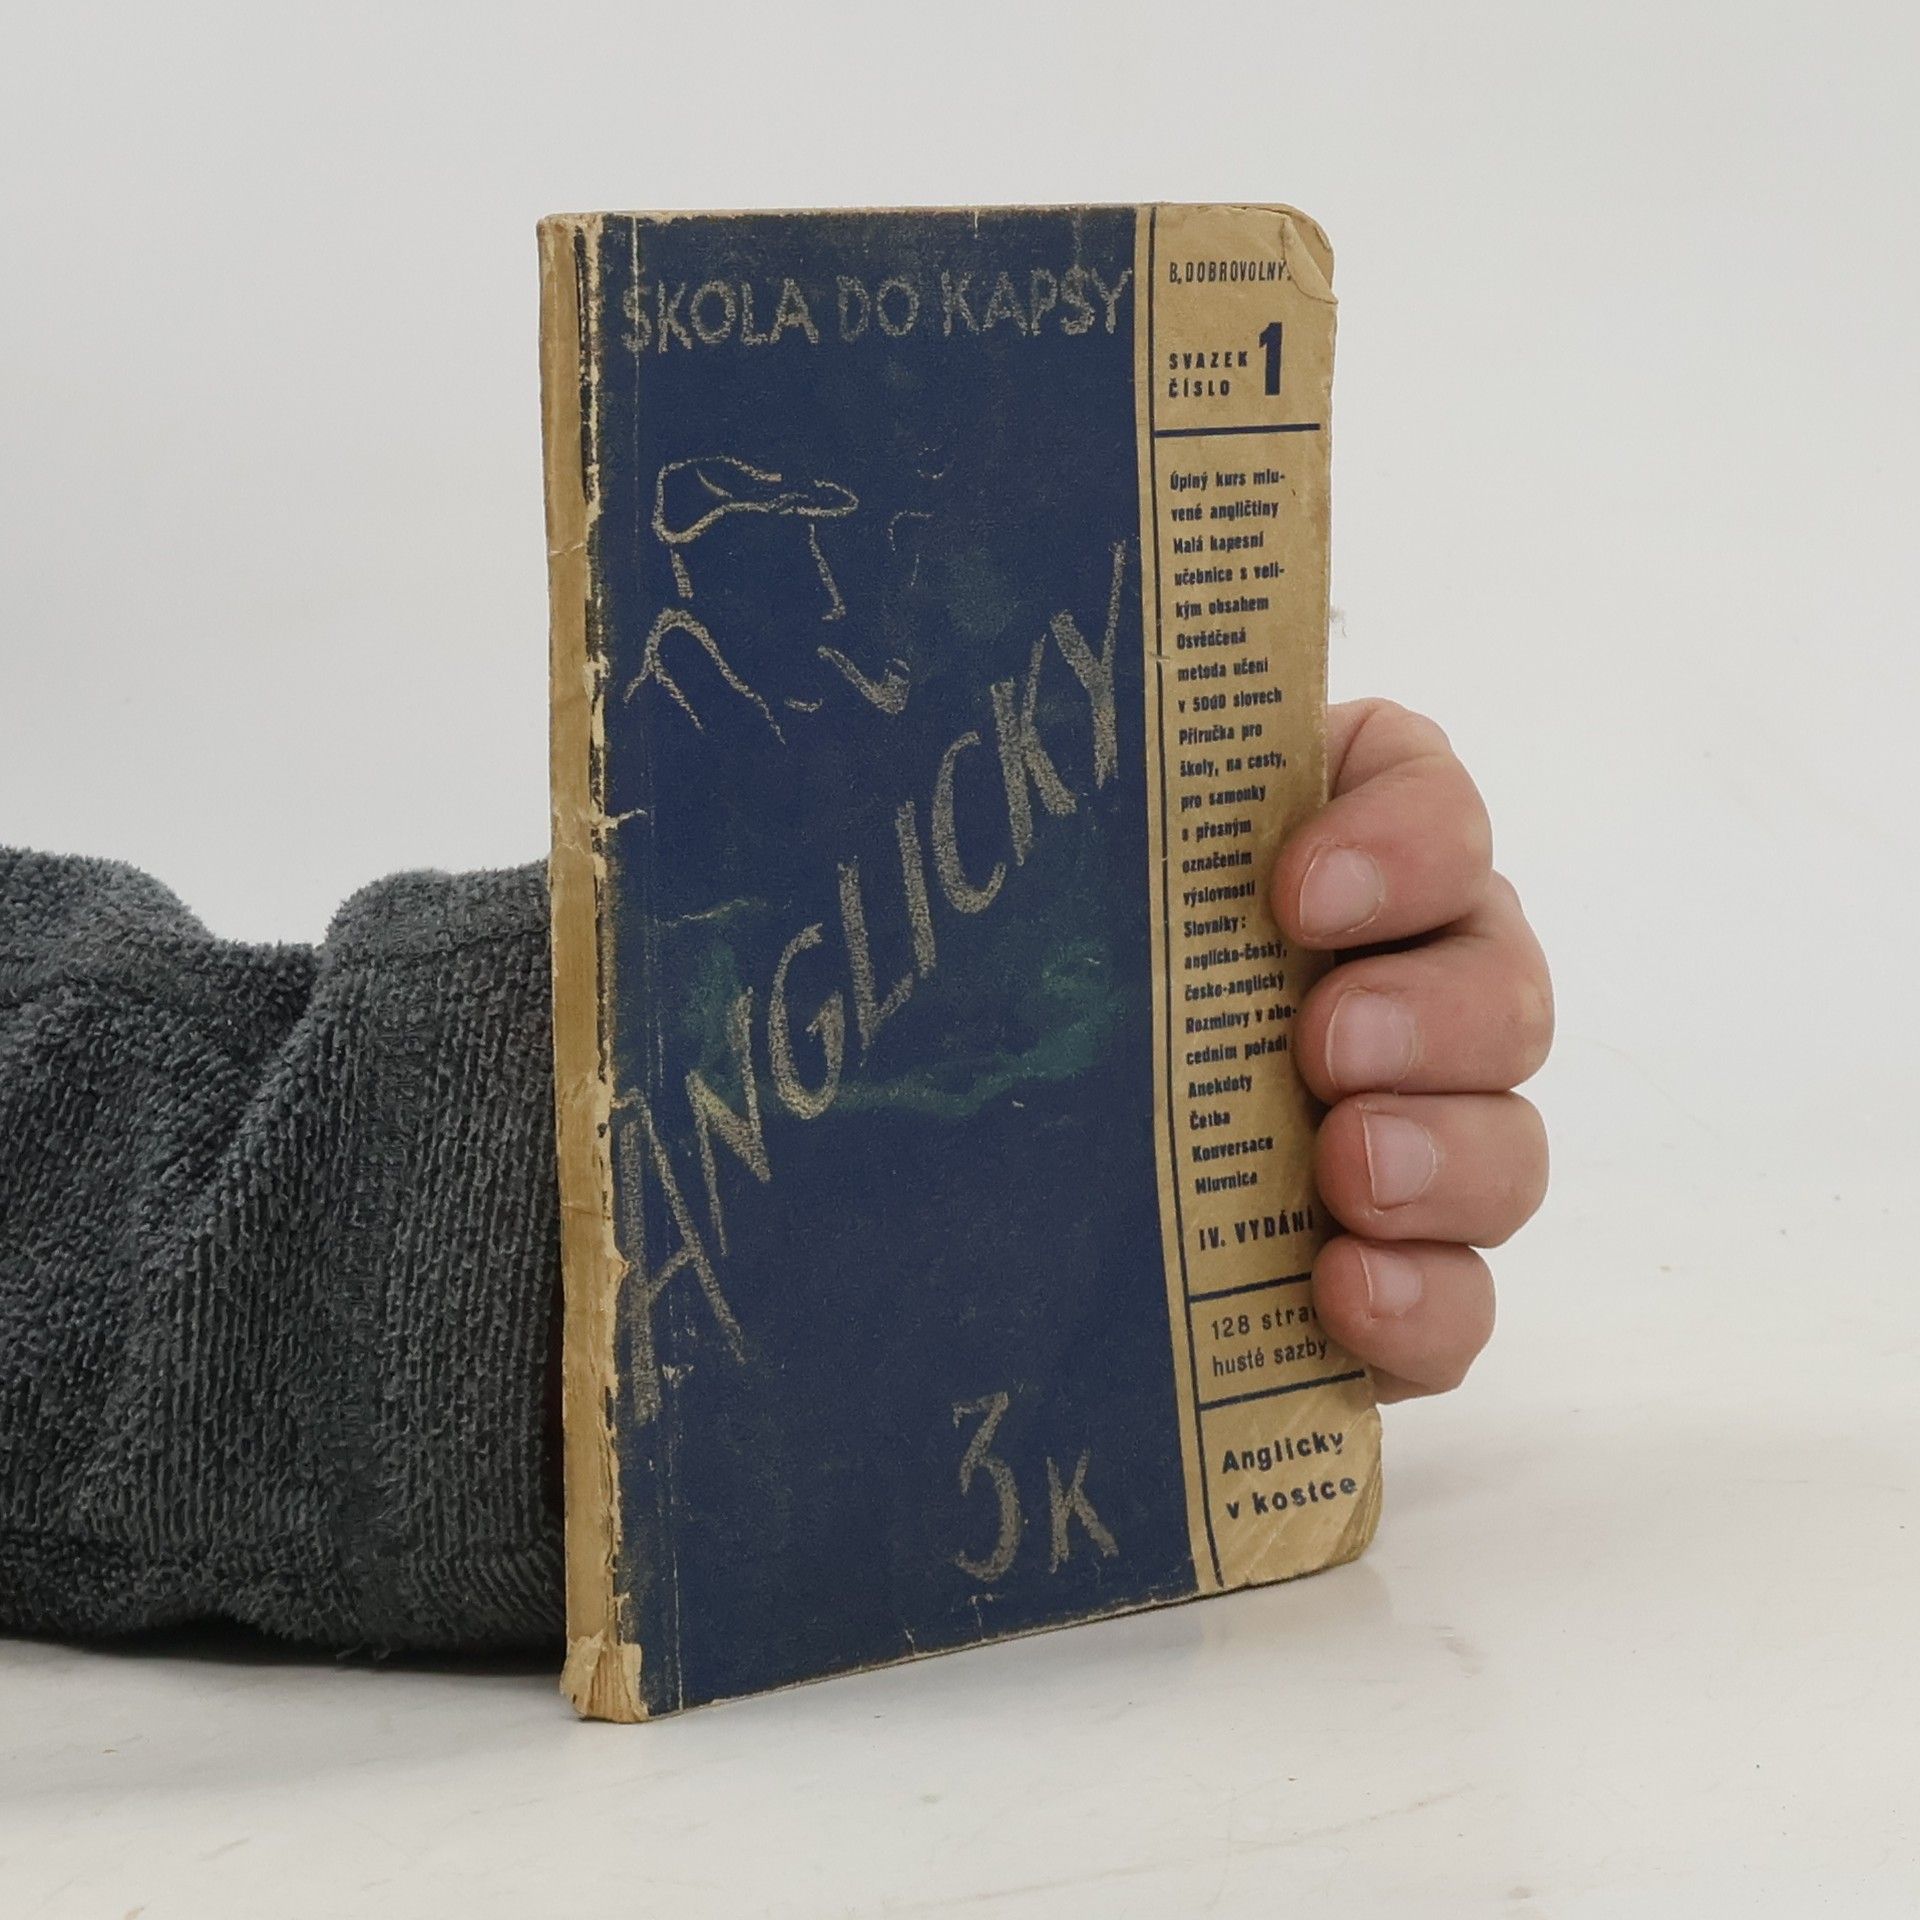 ŠKOLA DO KAPSY
ANGLICKY
3 K
B. DOBROVOLNÝ:
SVAZEK
ČÍSLO 1
Úplný kurs mlu-
vené angličtiny
Malá kapesní
učebnice s veli-
kým obsahem
Osvědčená
metoda učení
v 5000 slovech
Příručka pro
školy, na cesty,
pro samouky
s přesným
označením
výslovnosti
Slovníky:
anglicko-český,
česko-anglický
Rozmluvy v abe-
cedním pořadí
Anekdoty
Četba
Konversace
Mluvnice
IV. VYDÁNÍ
128 stra
husté sazby
Anglicky
v kostce